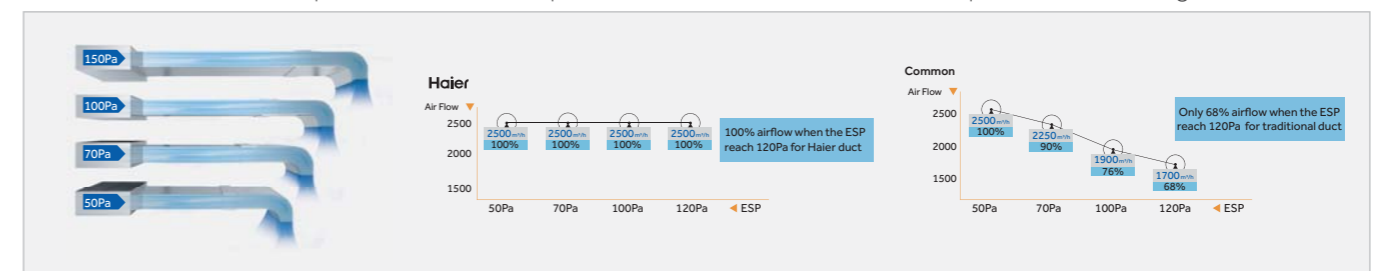 150Pa
100Pa
70Pa
50Pa
Haier
Air Flow
2500
2000
1500
2500m³/h
100%
2500m³/h
100%
2500m³/h
100%
2500m³/h
100%
50Pa
70Pa
100Pa
120Pa
ESP
100% airflow when the ESP
reach 120Pa for Haier duct
Common
Air Flow
2500
2000
1500
2500m³/h
100%
2250m³/h
90%
1900m³/h
76%
1700m³/h
68%
50Pa
70Pa
100Pa
120Pa
ESP
Only 68% airflow when the ESP
reach 120Pa for traditional duct